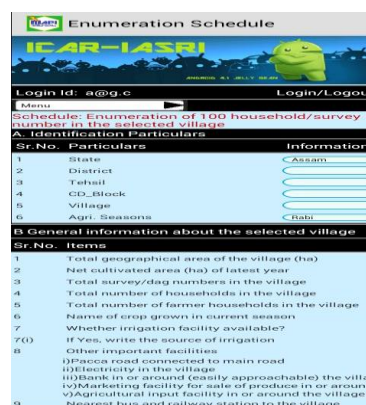 Enumeration Schedule
ICAR-IASRI
ANDROID 4.1 JELLY BEAN
Login Id: a@g.c Login/Logou
Menu
Schedule: Enumeration of 100 household/survey
number in the selected village
A. Identification Particulars
Sr.No. Particulars Information
1 State Assam
2 District
3 Tehsil
4 CD_Block
5 Village
6 Agri. Seasons Rabi
B General information about the selected village
Sr.No. Items
1 Total geographical area of the village (ha)
2 Net cultivated area (ha) of latest year
3 Total survey/dag numbers in the village
4 Total number of households in the village
5 Total number of farmer households in the village
6 Name of crop grown in current season
7 Whether irrigation facility available?
7(i) If Yes, write the source of irrigation
8 Other important facilities
i)Pacca road connected to main road
ii)Electricity in the village
iii)Bank in or around (easily approachable) the villa
iv)Marketing facility for sale of produce in or aroun
v)Agricultural input facility in or around the village
9 Nearest bus and railway station to the village